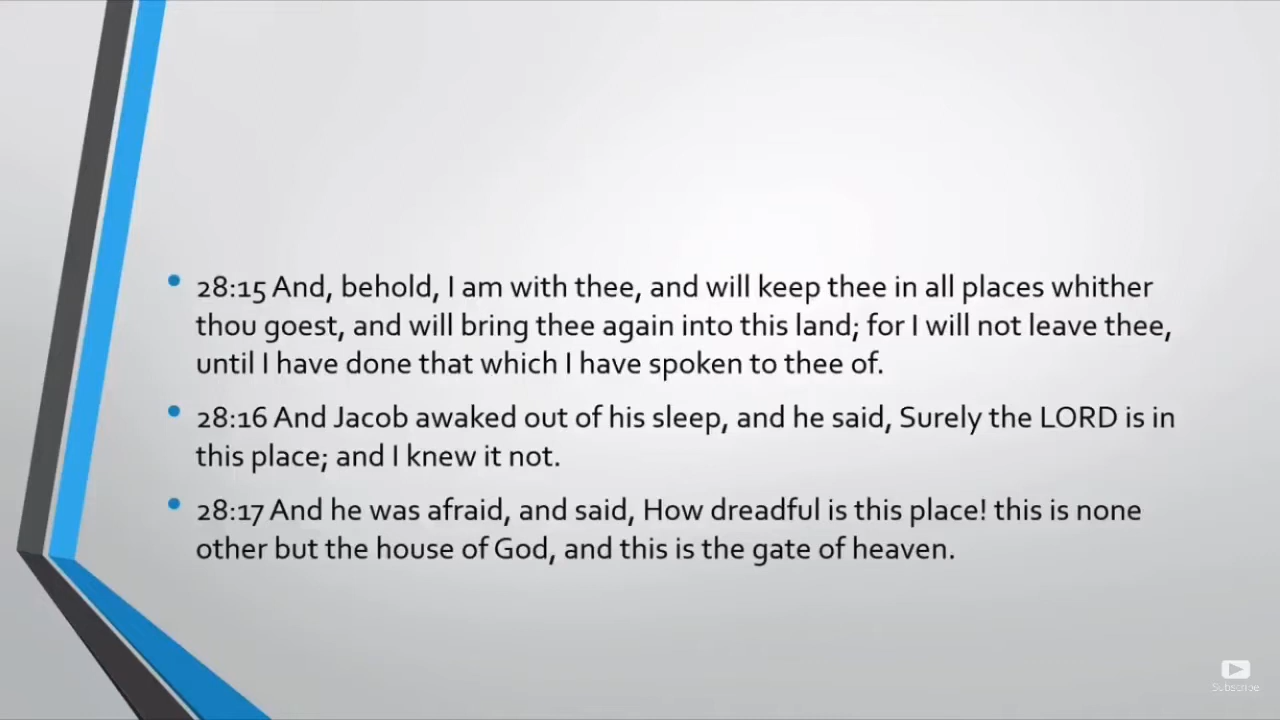 28:15 And, behold, I am with thee, and will keep thee in all places whither
thou goest, and will bring thee again into this land; for I will not leave thee,
until I have done that which I have spoken to thee of.
28:16 And Jacob awaked out of his sleep, and he said, Surely the LORD is in
this place; and I knew it not.
28:17 And he was afraid, and said, How dreadful is this place! this is none
other but the house of God, and this is the gate of heaven.
Subscribe